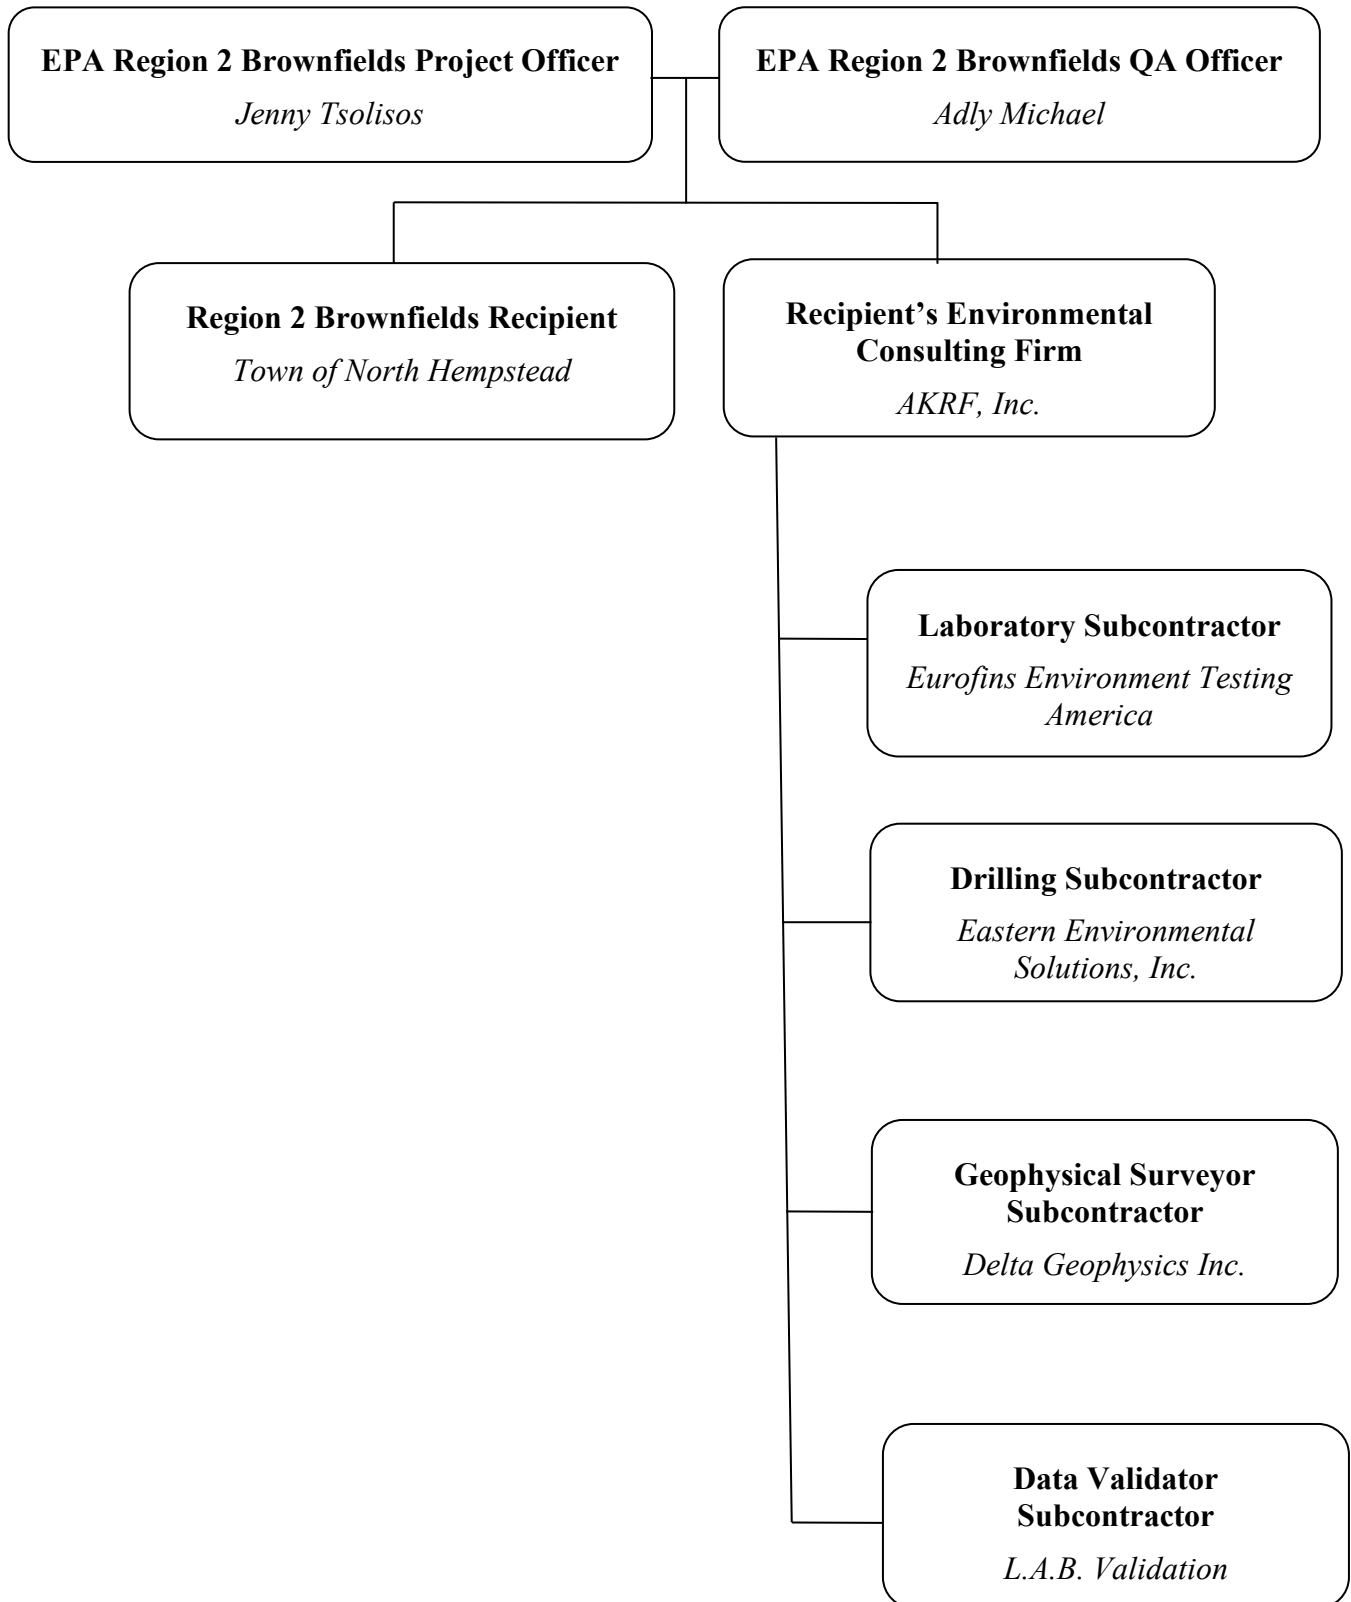 EPA Region 2 Brownfields Project Officer
Jenny Tsolisos
EPA Region 2 Brownfields QA Officer
Adly Michael
Region 2 Brownfields Recipient
Town of North Hempstead
Recipient’s Environmental
Consulting Firm
AKRF, Inc.
Laboratory Subcontractor
Eurofins Environment Testing
America
Drilling Subcontractor
Eastern Environmental
Solutions, Inc.
Geophysical Surveyor
Subcontractor
Delta Geophysics Inc.
Data Validator
Subcontractor
L.A.B. Validation